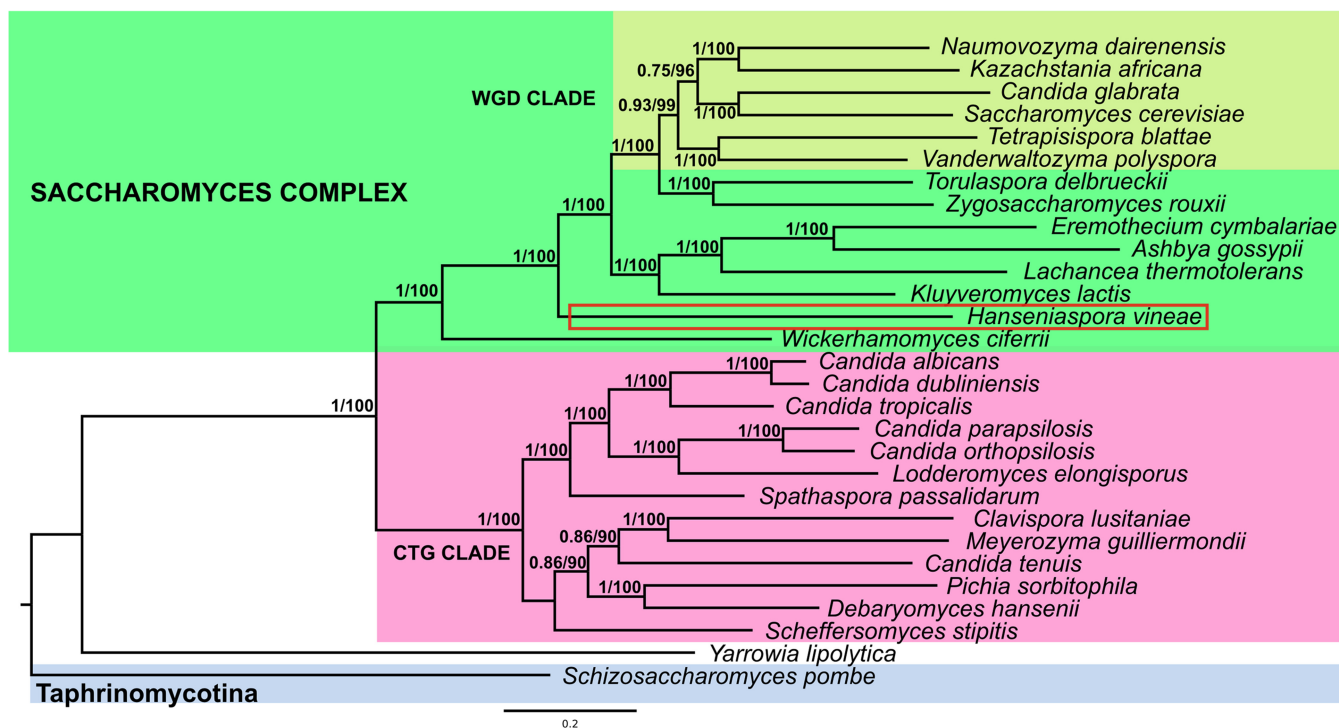 Naumovozyma dairenensis
1/100
Kazachstania africana
0.75/96
Candida glabrata
WGD CLADE
0.93/99
1/100
Saccharomyces cerevisiae
Tetrapisispora blattae
1/100
1/100
Vanderwaltozyma polyspora
SACCHAROMYCES COMPLEX
Torulaspora delbrueckii
1/100
1/100
Zygosaccharomyces rouxii
1/100
Eremothecium cymbalariae
1/100
Ashbya gossypii
1/100
1/100
Lachancea thermotolerans
Kluyveromyces lactis
1/100
Hanseniaspora vineae
Wickerhamomyces ciferrii
1/100
Candida albicans
1/100
Candida dubliniensis
1/100
Candida tropicalis
1/100
1/100
Candida parapsilosis
1/100
Candida orthopsilosis
1/100
Lodderomyces elongisporus
Spathaspora passalidarum
1/100
1/100
Clavispora lusitaniae
0.86/90
Meyerozyma guilliermondii
CTG CLADE
0.86/90
Candida tenuis
1/100
Pichia sorbitophila
Debaryomyces hansenii
Scheffersomyces stipitis
Yarrowia lipolytica
Schizosaccharomyces pombe
Taphrinomycotina
0.2